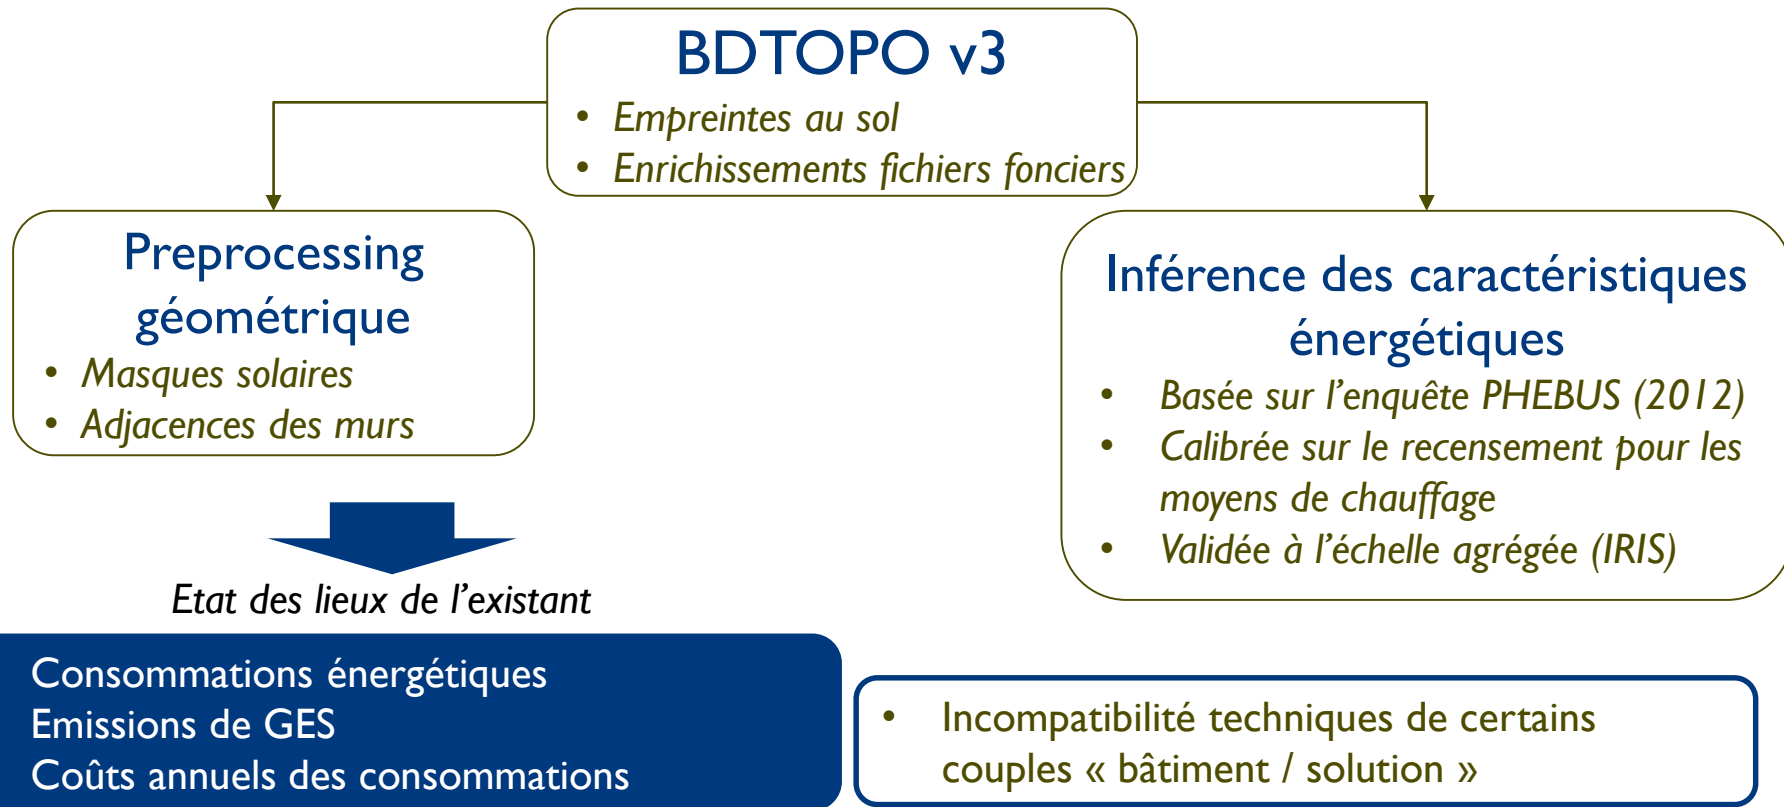 BDTOPO v3
• Empreintes au sol
• Enrichissements fichiers fonciers
Preprocessing
géométrique
• Masques solaires
• Adjacences des murs
Inférence des caractéristiques
énergétiques
• Basée sur l’enquête PHEBUS (2012)
• Calibrée sur le recensement pour les
moyens de chauffage
• Validée à l’échelle agrégée (IRIS)
Etat des lieux de l’existant
Consommations énergétiques
Emissions de GES
Coûts annuels des consommations
• Incompatibilité techniques de certains
couples « bâtiment / solution »